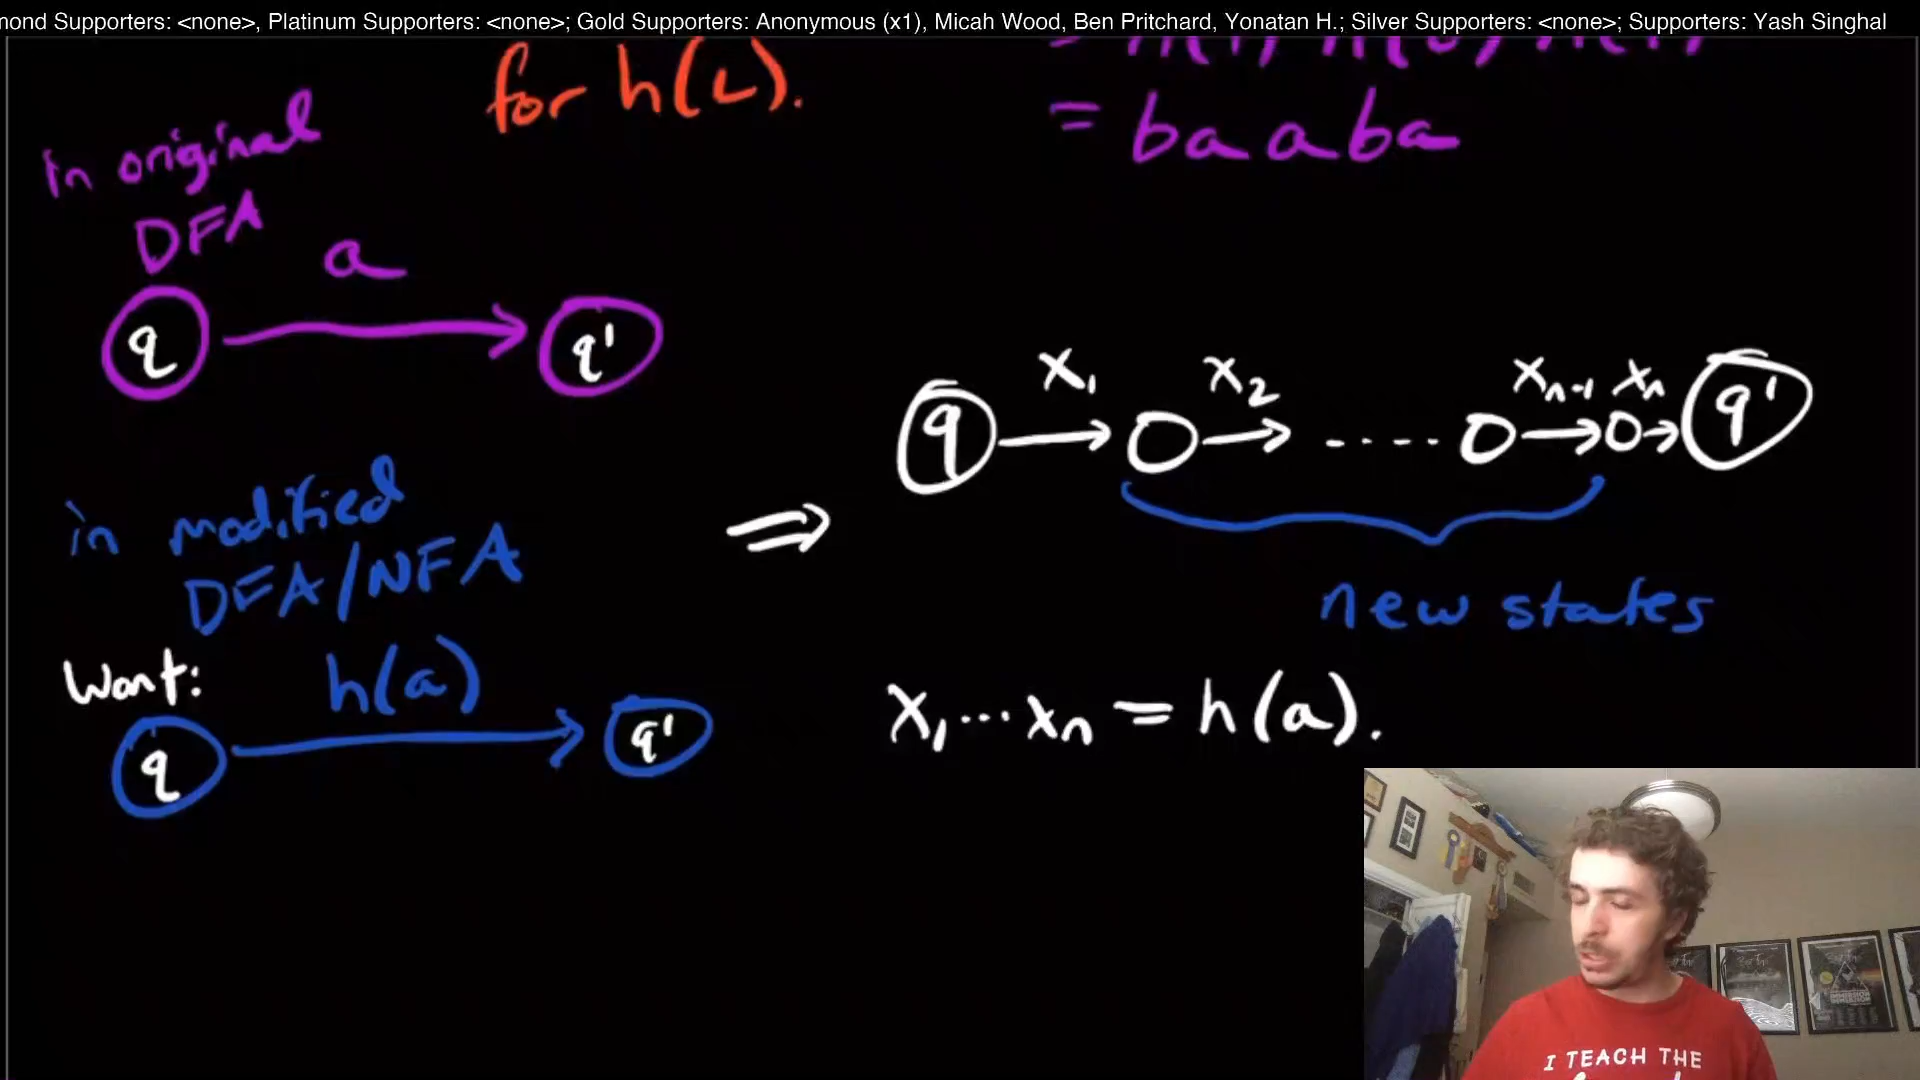 mond Supporters: <none>, Platinum Supporters: <none>; Gold Supporters: Anonymous (x1), Micah Wood, Ben Pritchard, Yonatan H.; Silver Supporters: <none>; Supporters: Yash Singhal
for h(L).
= baaba
in original
DFA
a
q
q'
x₁ x₂ xₙ₋₁ xₙ
q ····· q'
in modified
DFA/NFA
⇒
new states
Want:
h(a)
q
q'
x₁···xₙ = h(a).
I TEACH THE